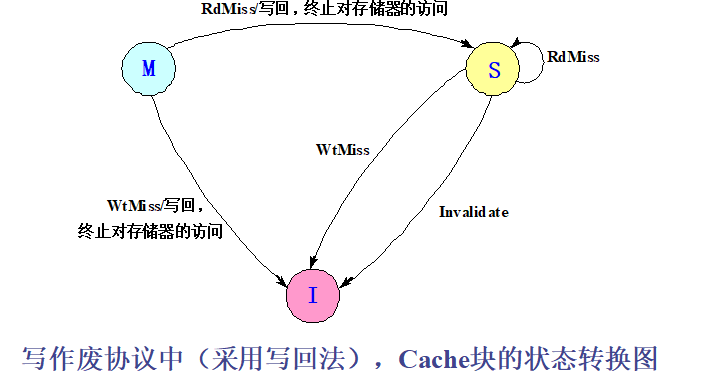 RdMiss/写回，终止对存储器的访问
M
S
RdMiss
WtMiss
WtMiss/写回，
终止对存储器的访问
Invalidate
I
写作废协议中（采用写回法），Cache块的状态转换图